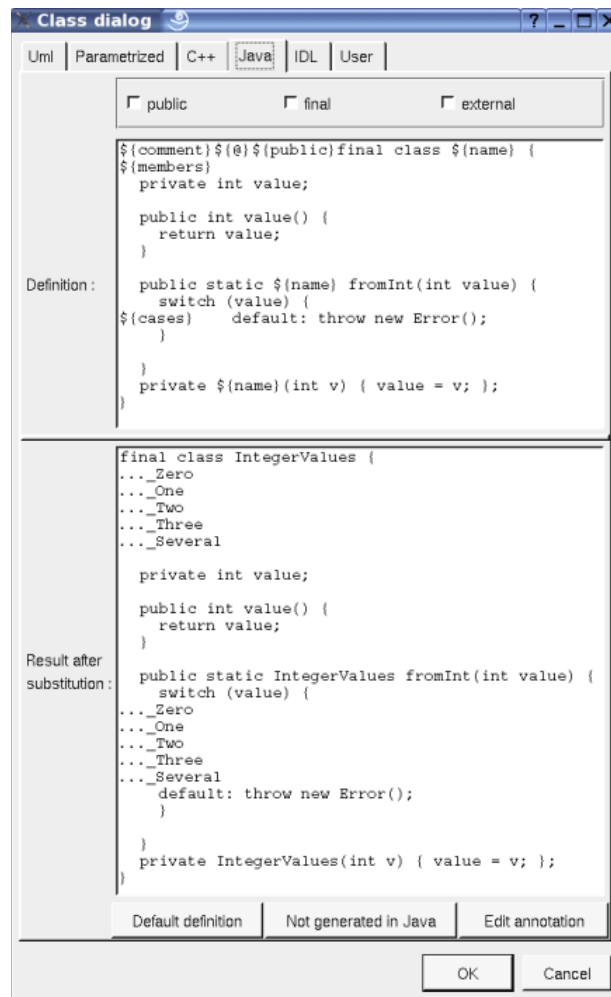 Class dialog
Uml Parametrized C++ Java IDL User
public final external
Definition :
${comment}${@}${public}final class ${name} {
${members}
  private int value;

  public int value() {
    return value;
  }

  public static ${name} fromInt(int value) {
    switch (value) {
${cases}    default: throw new Error();
    }

  }
  private ${name}(int v) { value = v; };
}
Result after
substitution :
final class IntegerValues {
..._Zero
..._One
..._Two
..._Three
..._Several

  private int value;

  public int value() {
    return value;
  }

  public static IntegerValues fromInt(int value) {
    switch (value) {
..._Zero
..._One
..._Two
..._Three
..._Several
    default: throw new Error();
    }

  }
  private IntegerValues(int v) { value = v; };
}
Default definition Not generated in Java Edit annotation
OK Cancel